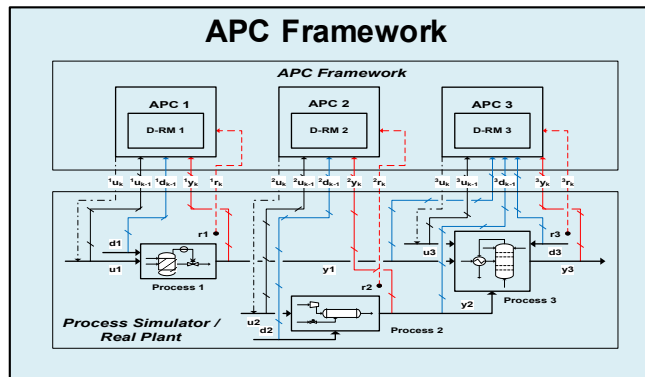 APC Framework
APC Framework
APC 1
APC 2
APC 3
D-RM 1
D-RM 2
D-RM 3
¹uₖ ¹uₖ₋₁ ¹dₖ₋₁ ¹yₖ ¹rₖ
²uₖ ²uₖ₋₁ ²dₖ₋₁ ²yₖ ²rₖ
³uₖ ³uₖ₋₁ ³dₖ₋₁ ³yₖ ³rₖ
d1
r1
u1
Process 1
y1
u3
r3
d3
y3
Process 3
r2
y2
u2
d2
Process 2
Process Simulator /
Real Plant